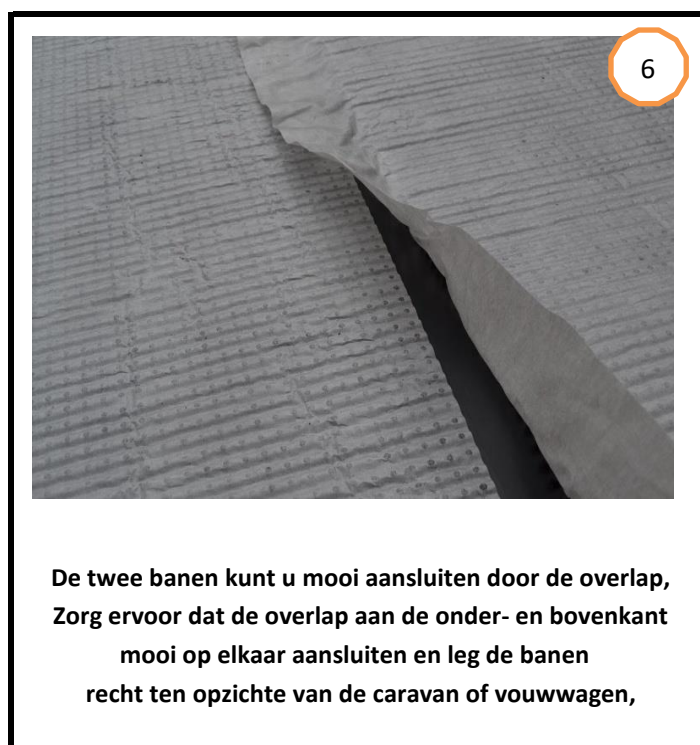 6
De twee banen kunt u mooi aansluiten door de overlap,
Zorg ervoor dat de overlap aan de onder- en bovenkant
mooi op elkaar aansluiten en leg de banen
recht ten opzichte van de caravan of vouwwagen,